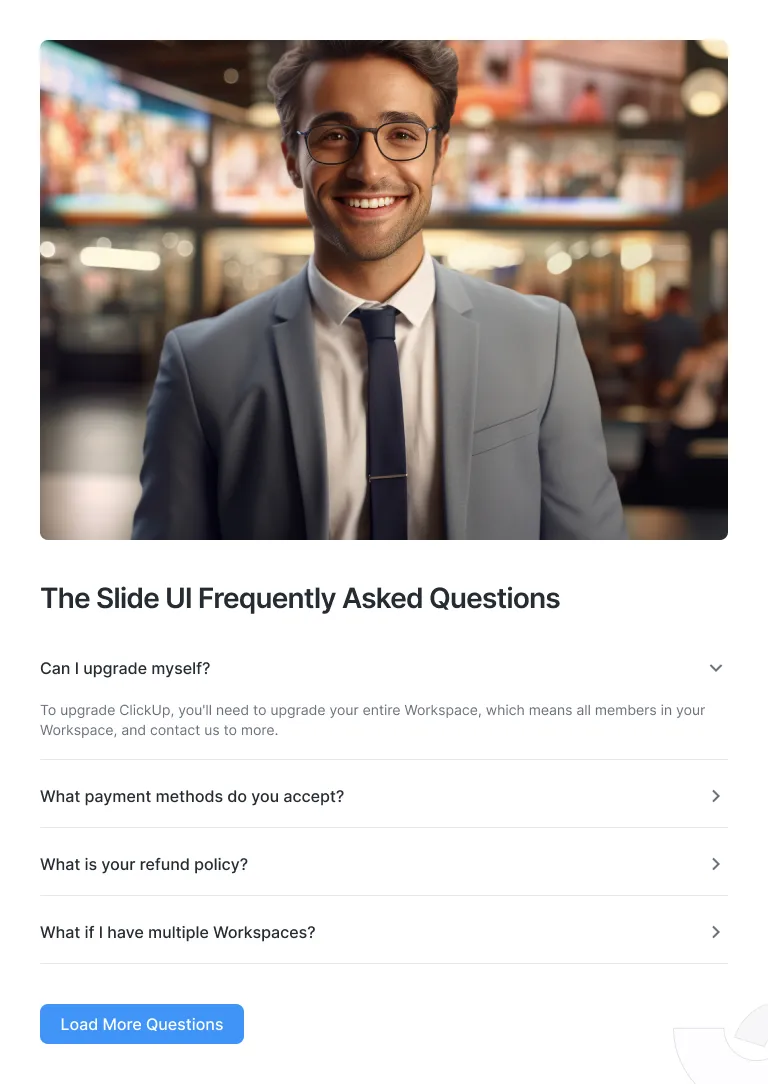 The Slide UI Frequently Asked Questions
Can I upgrade myself?
To upgrade ClickUp, you'll need to upgrade your entire Workspace, which means all members in your
Workspace, and contact us to more.
What payment methods do you accept?
What is your refund policy?
What if I have multiple Workspaces?
Load More Questions